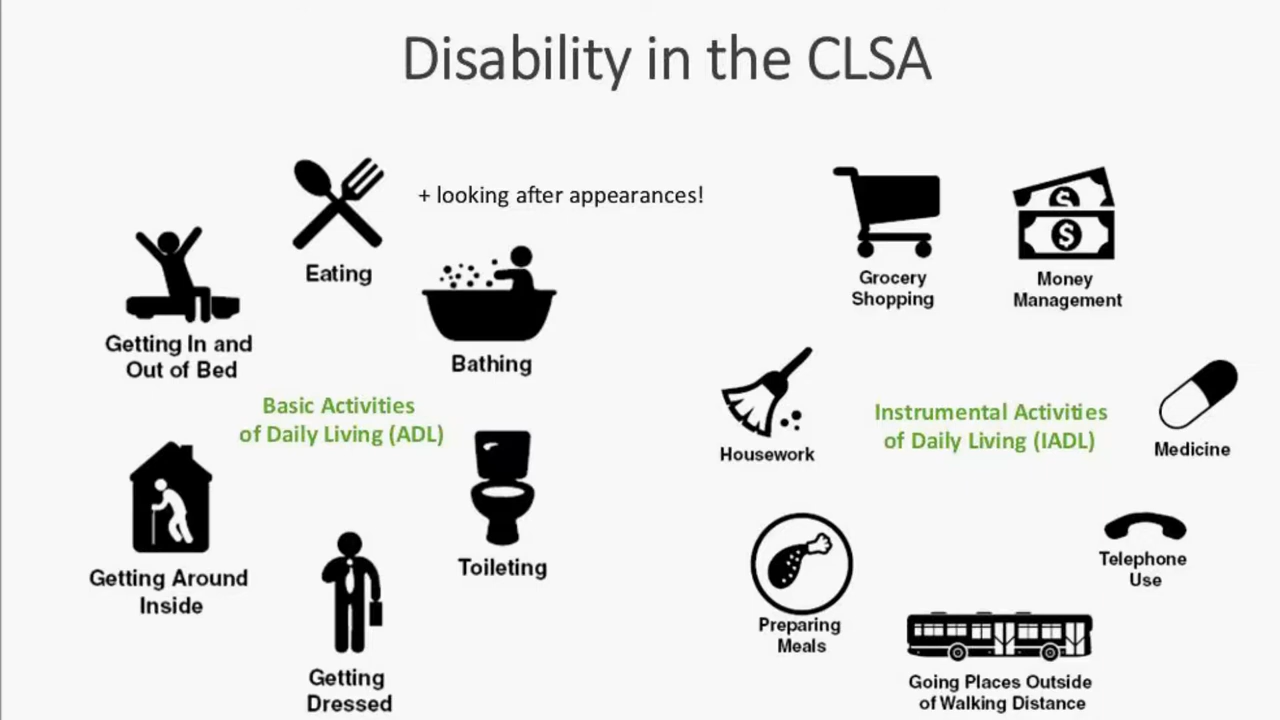 Disability in the CLSA
+ looking after appearances!
Eating
Getting In and
Out of Bed
Bathing
Basic Activities
of Daily Living (ADL)
Getting Around
Inside
Toileting
Getting
Dressed
Grocery
Shopping
$
$
Money
Management
Housework
Instrumental Activities
of Daily Living (IADL)
Medicine
Preparing
Meals
Telephone
Use
Going Places Outside
of Walking Distance